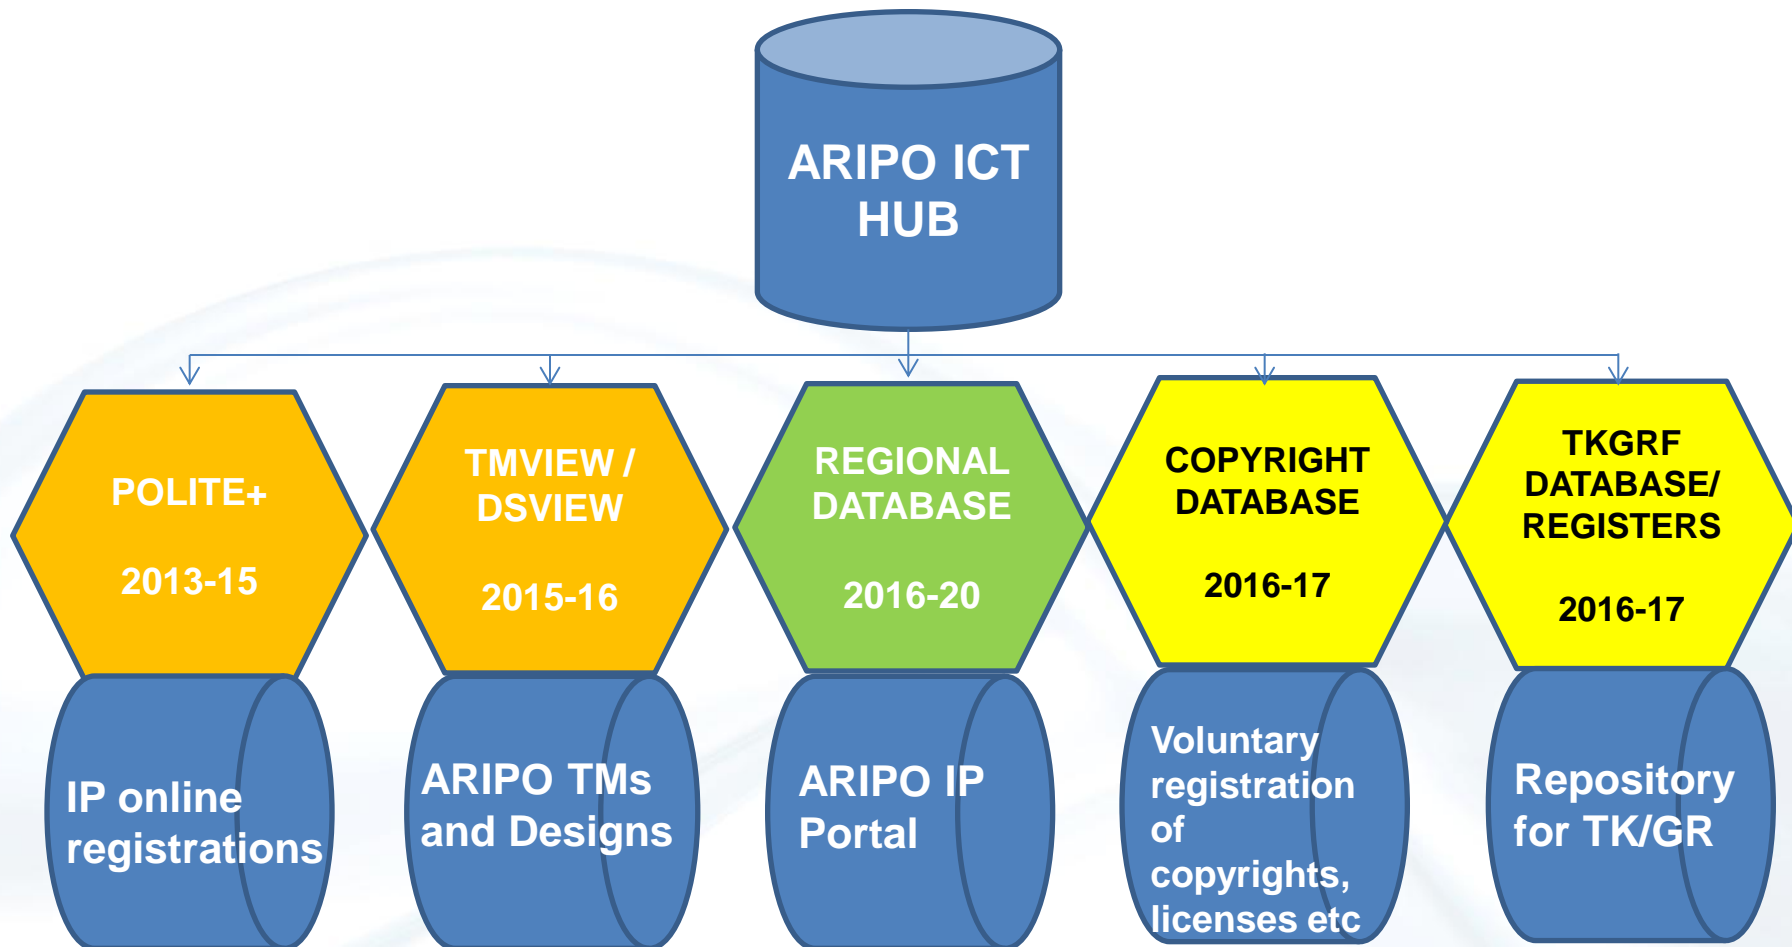 ARIPO ICT
HUB
POLITE+
2013-15
TMVIEW /
DSVIEW
2015-16
REGIONAL
DATABASE
2016-20
COPYRIGHT
DATABASE
2016-17
TKGRF
DATABASE/
REGISTERS
2016-17
IP online
registrations
ARIPO TMs
and Designs
ARIPO IP
Portal
Voluntary
registration
of
copyrights,
licenses etc
Repository
for TK/GR